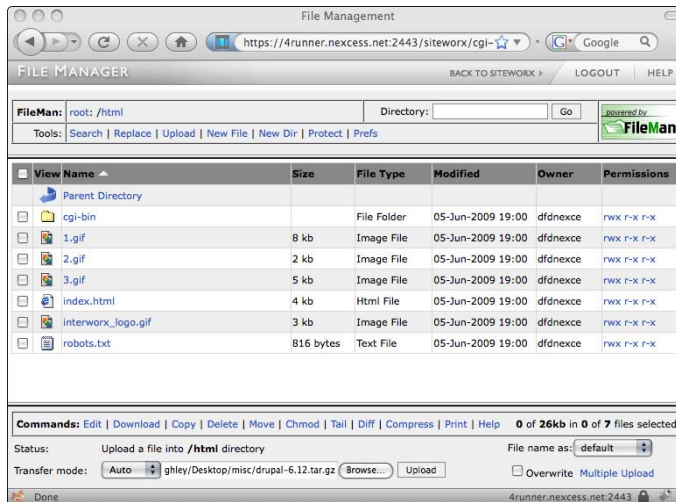 File Management
https://4runner.nexcess.net:2443/siteworx/cgi- Google
FILE MANAGER BACK TO SITEWORX LOGOUT HELP
FileMan: root: /html Directory: Go
powered by FileMan
Tools: Search | Replace | Upload | New File | New Dir | Protect | Prefs
View Name Size File Type Modified Owner Permissions
Parent Directory
cgi-bin File Folder 05-Jun-2009 19:00 dfdnexce rwx r-x r-x
1.gif 8 kb Image File 05-Jun-2009 19:00 dfdnexce rwx r-x r-x
2.gif 2 kb Image File 05-Jun-2009 19:00 dfdnexce rwx r-x r-x
3.gif 5 kb Image File 05-Jun-2009 19:00 dfdnexce rwx r-x r-x
index.html 4 kb Html File 05-Jun-2009 19:00 dfdnexce rwx r-x r-x
interworx_logo.gif 3 kb Image File 05-Jun-2009 19:00 dfdnexce rwx r-x r-x
robots.txt 816 bytes Text File 05-Jun-2009 19:00 dfdnexce rwx r-x r-x
Commands: Edit | Download | Copy | Delete | Move | Chmod | Tail | Diff | Compress | Print | Help 0 of 26kb in 0 of 7 files selected
Status: Upload a file into /html directory File name as: default
Transfer mode: Auto ghley/Desktop/misc/drupal-6.12.tar.gz Browse... Upload Overwrite Multiple Upload
Done 4runner.nexcess.net:2443